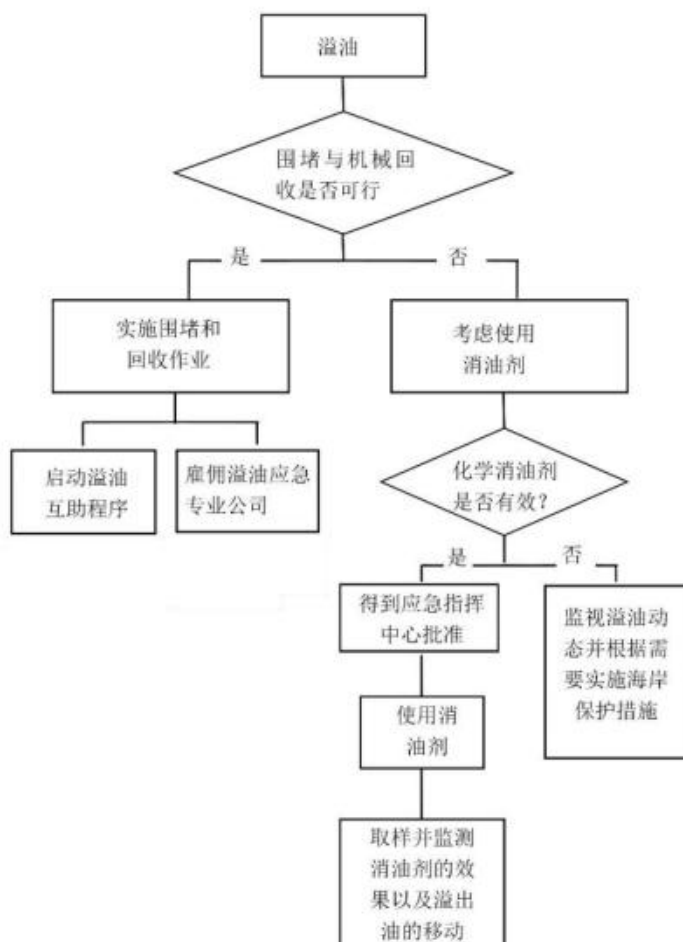 溢油
围堵与机械回
收是否可行
是
否
实施围堵和
回收作业
考虑使用
消油剂
启动溢油
互助程序
雇佣溢油应急
专业公司
化学消油剂
是否有效？
是
否
得到应急指挥
中心批准
监视溢油动
态并根据需
要实施海岸
保护措施
使用消
油剂
取样并监测
消油剂的效
果以及溢出
油的移动